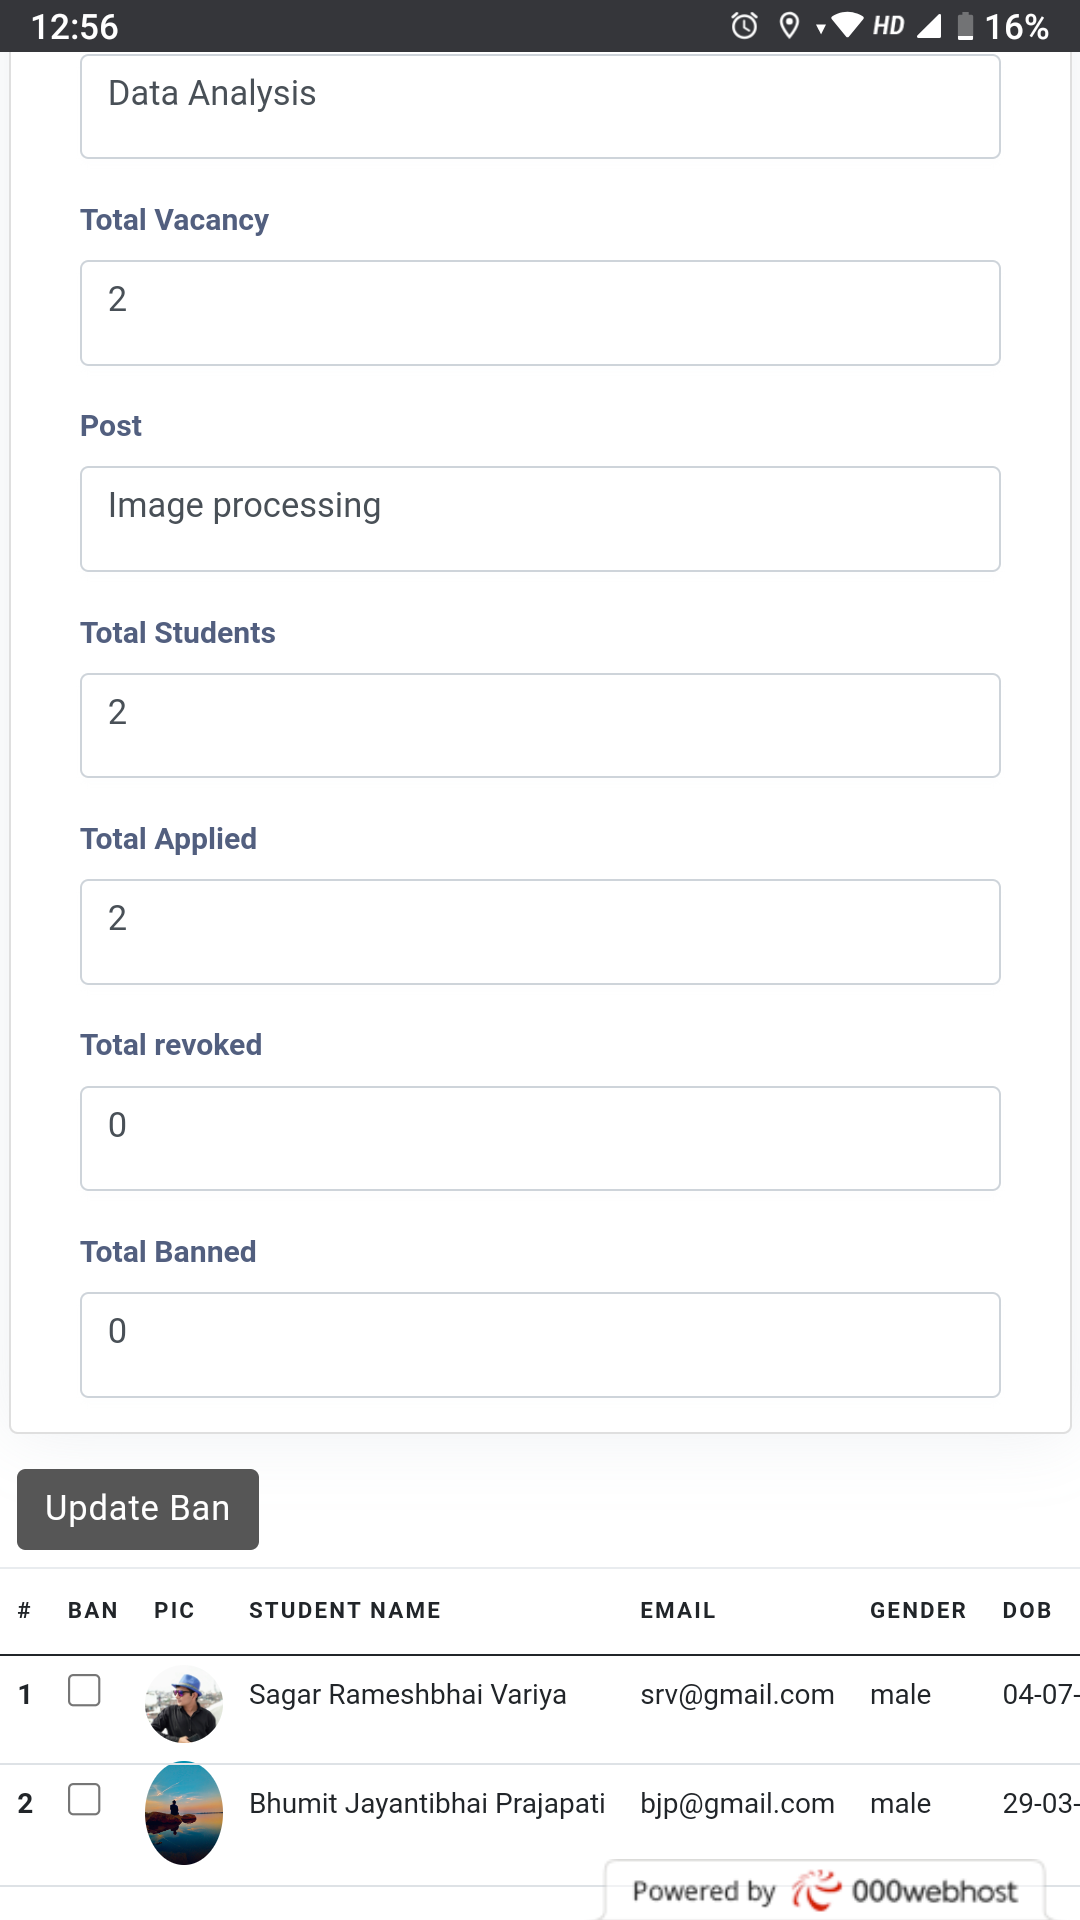 12:56 HD 16%
Data Analysis
Total Vacancy
2
Post
Image processing
Total Students
2
Total Applied
2
Total revoked
0
Total Banned
0
Update Ban
# BAN PIC STUDENT NAME EMAIL GENDER DOB
1 Sagar Rameshbhai Variya srv@gmail.com male 04-07-
2 Bhumit Jayantibhai Prajapati bjp@gmail.com male 29-03-
Powered by 000webhost